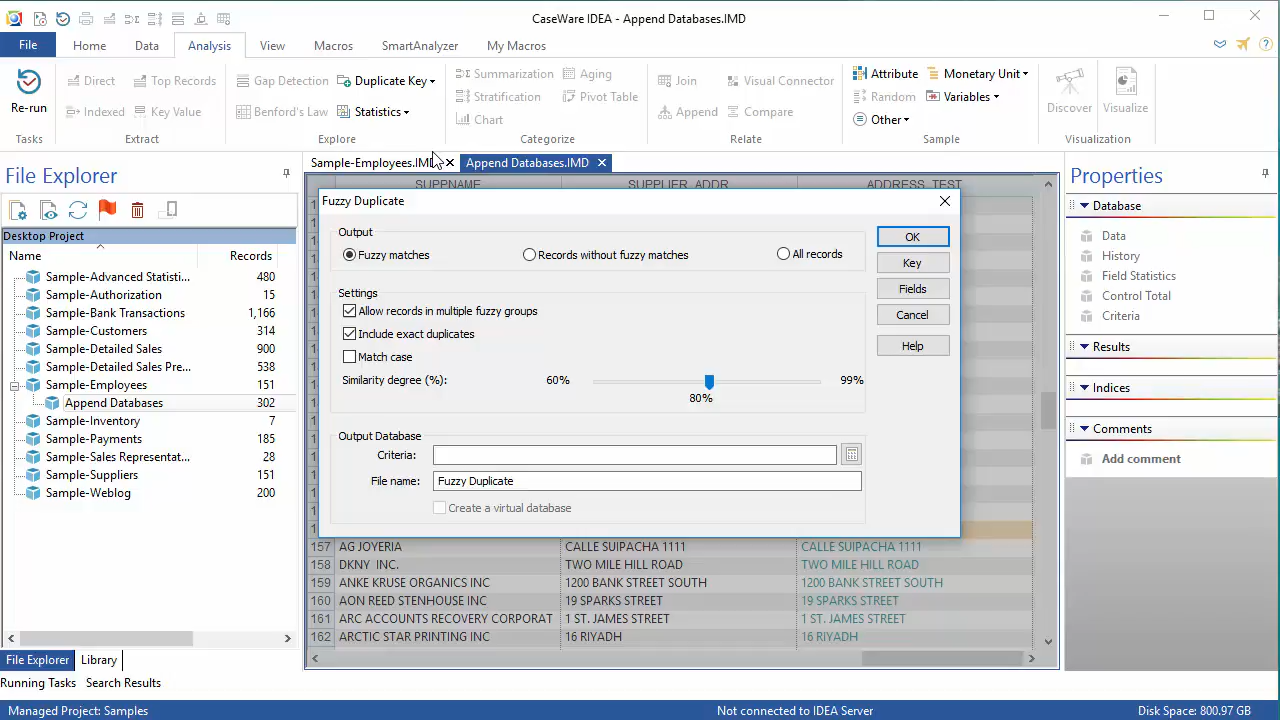 CaseWare IDEA - Append Databases.IMD
File Home Data Analysis View Macros SmartAnalyzer My Macros
Re-run
Tasks
Direct Top Records
Indexed Key Value
Extract
Gap Detection Duplicate Key
Benford's Law Statistics
Explore
Summarization Aging
Stratification Pivot Table
Chart
Categorize
Join Visual Connector
Append Compare
Relate
Attribute Monetary Unit
Random Variables
Other
Sample
Discover Visualize
Visualization
File Explorer
Desktop Project
Name Records
Sample-Advanced Statisti... 480
Sample-Authorization 15
Sample-Bank Transactions 1,166
Sample-Customers 314
Sample-Detailed Sales 900
Sample-Detailed Sales Pre... 538
Sample-Employees 151
Append Databases 302
Sample-Inventory 7
Sample-Payments 185
Sample-Sales Representat... 28
Sample-Suppliers 151
Sample-Weblog 200
File Explorer Library
Running Tasks Search Results
Sample-Employees.IMD Append Databases.IMD
SUPPNAME SUPPLIER_ADDR ADDRESS_TEST
Fuzzy Duplicate
Output
Fuzzy matches Records without fuzzy matches All records
Settings
Allow records in multiple fuzzy groups
Include exact duplicates
Match case
Similarity degree (%): 60% 99%
80%
Output Database
Criteria:
File name: Fuzzy Duplicate
Create a virtual database
OK
Key
Fields
Cancel
Help
157 AG JOYERIA CALLE SUIPACHA 1111 CALLE SUIPACHA 1111
158 DKNY INC. TWO MILE HILL ROAD TWO MILE HILL ROAD
159 ANKE KRUSE ORGANICS INC 1200 BANK STREET SOUTH 1200 BANK STREET SOUTH
160 AON REED STENHOUSE INC 19 SPARKS STREET 19 SPARKS STREET
161 ARC ACCOUNTS RECOVERY CORPORAT 1 ST. JAMES STREET 1 ST. JAMES STREET
162 ARCTIC STAR PRINTING INC 16 RIYADH 16 RIYADH
Properties
Database
Data
History
Field Statistics
Control Total
Criteria
Results
Indices
Comments
Add comment
Managed Project: Samples Not connected to IDEA Server Disk Space: 800.97 GB